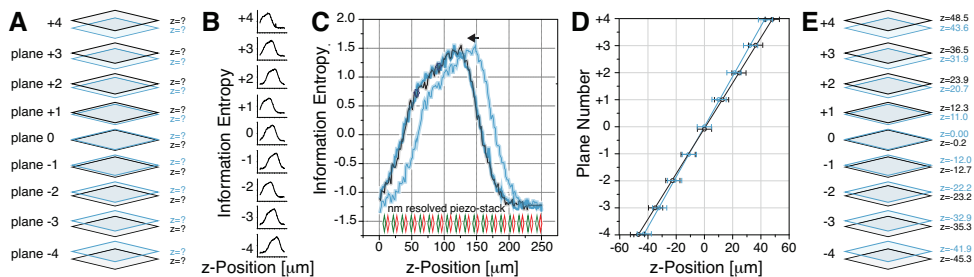 A
+4 z=? z=?
plane +3 z=? z=?
plane +2 z=? z=?
plane +1 z=? z=?
plane 0 z=? z=?
plane -1 z=? z=?
plane -2 z=? z=?
plane -3 z=? z=?
plane -4 z=? z=?
B
Information Entropy
+4
+3
+2
+1
0
-1
-2
-3
-4
z-Position [μm]
C
Information Entropy
2.0
1.5
1.0
0.5
0.0
-0.5
-1.0
-1.5
nm resolved piezo-stack
0 50 100 150 200 250
z-Position [μm]
D
Plane Number
+4
+3
+2
+1
0
-1
-2
-3
-4
-60 -40 -20 0 20 40 60
z-Position [μm]
E
+4 z=48.5
z=43.6
+3 z=36.5
z=31.9
+2 z=23.9
z=20.7
+1 z=12.3
z=11.0
0 z=0.00
z=-0.2
-1 z=-12.0
z=-12.7
-2 z=-22.2
z=-23.2
-3 z=-32.9
z=-35.3
-4 z=-41.9
z=-45.3